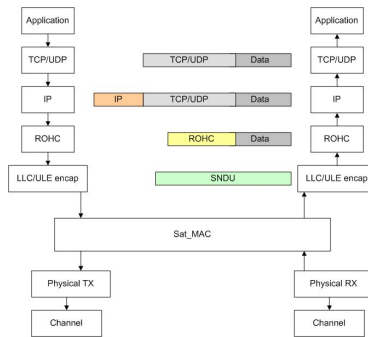 Application
Application
TCP/UDP
TCP/UDP Data
TCP/UDP
IP
IP TCP/UDP Data
IP
ROHC
ROHC Data
ROHC
LLC/ULE encap
SNDU
LLC/ULE encap
Sat_MAC
Physical TX
Physical RX
Channel
Channel